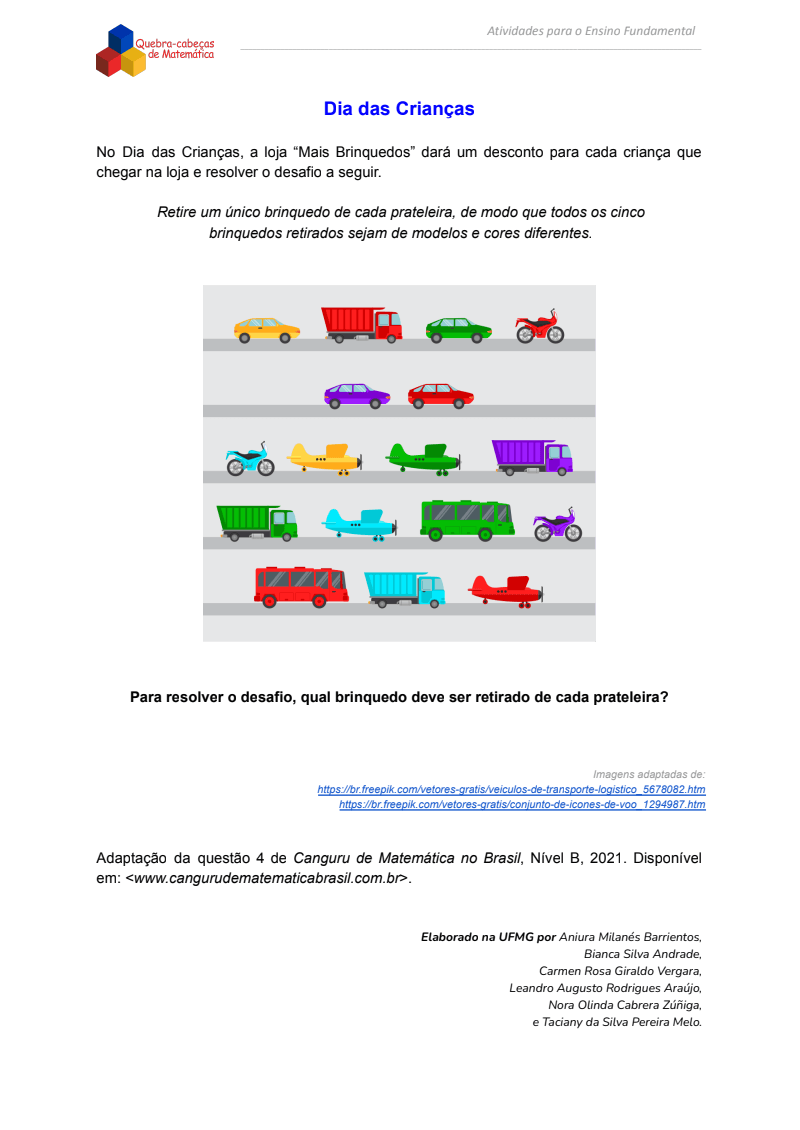 Quebra-cabeças
de Matemática
Atividades para o Ensino Fundamental
Dia das Crianças
No Dia das Crianças, a loja “Mais Brinquedos” dará um desconto para cada criança que
chegar na loja e resolver o desafio a seguir.
Retire um único brinquedo de cada prateleira, de modo que todos os cinco
brinquedos retirados sejam de modelos e cores diferentes.
Para resolver o desafio, qual brinquedo deve ser retirado de cada prateleira?
Imagens adaptadas de:
https://br.freepik.com/vetores-gratis/veiculos-de-transporte-logistico_5678082.htm
https://br.freepik.com/vetores-gratis/conjunto-de-icones-de-voo_1294987.htm
Adaptação da questão 4 de Canguru de Matemática no Brasil, Nível B, 2021. Disponível
em: <www.cangurudematematicabrasil.com.br>.
Elaborado na UFMG por Aniura Milanés Barrientos,
Bianca Silva Andrade,
Carmen Rosa Giraldo Vergara,
Leandro Augusto Rodrigues Araújo,
Nora Olinda Cabrera Zúñiga,
e Taciany da Silva Pereira Melo.